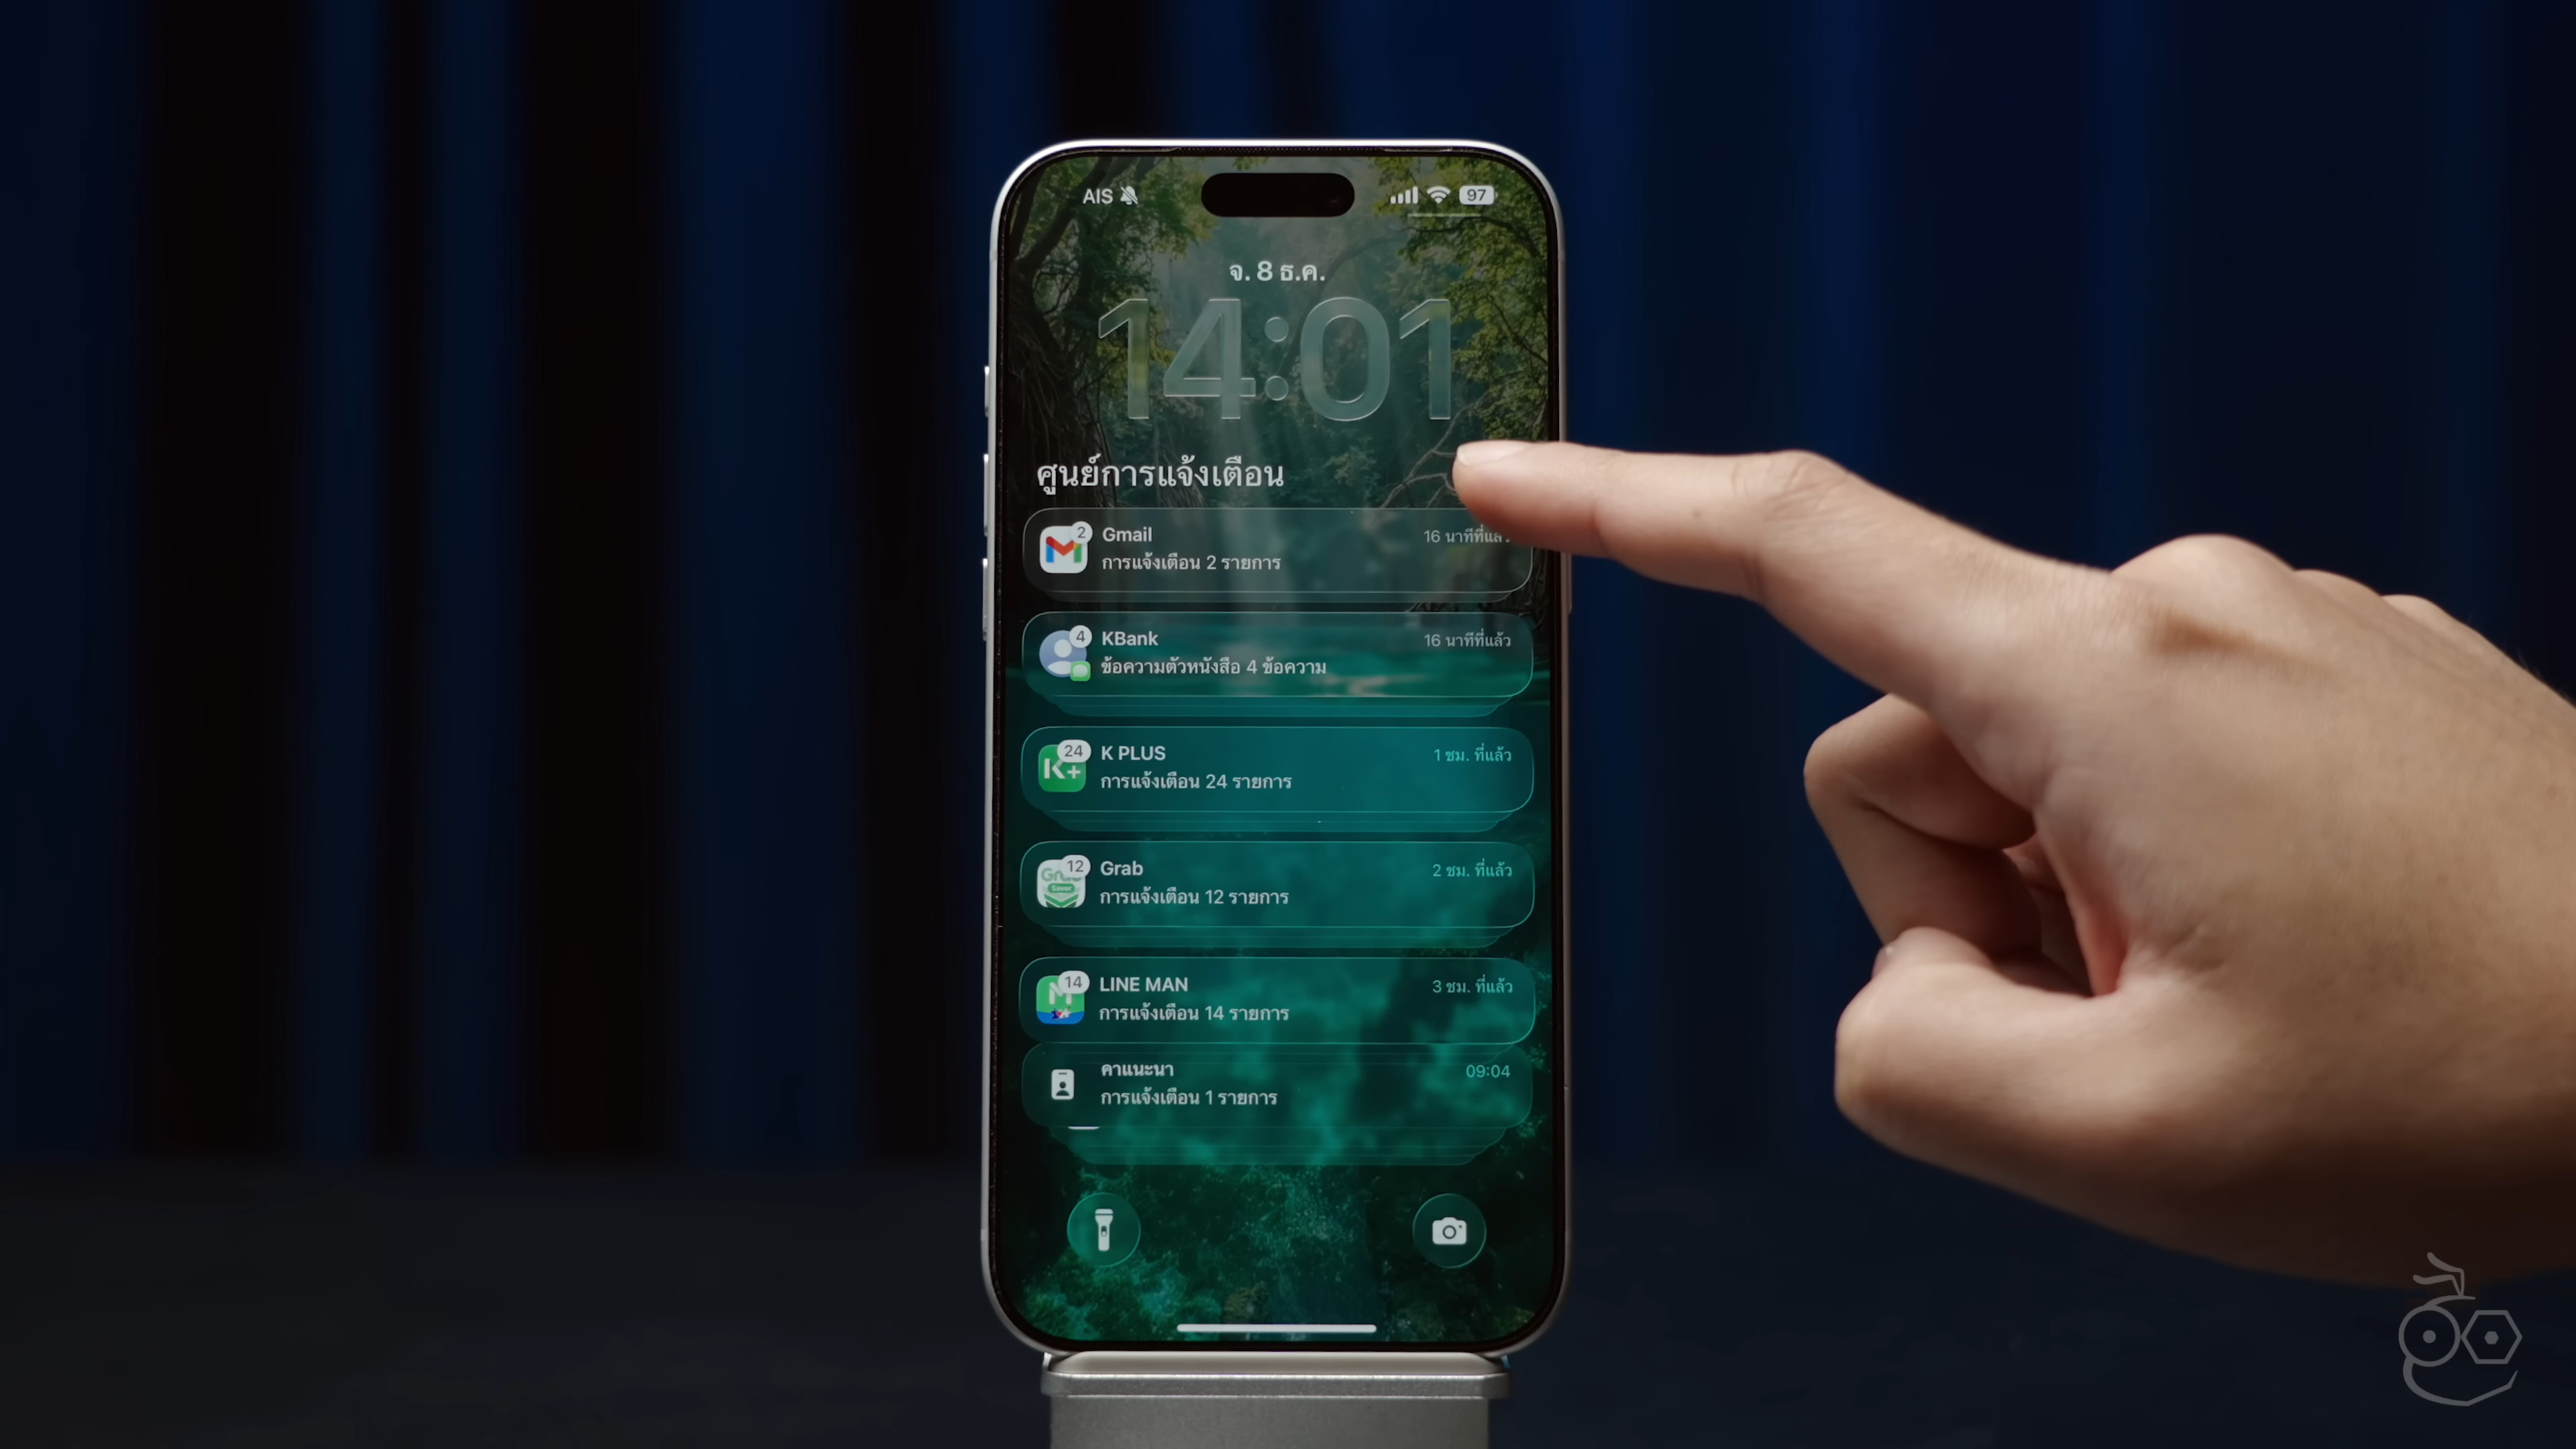 AIS
97
จ. 8 ธ.ค.
14:01
ศูนย์การแจ้งเตือน
2
Gmail
16 นาทีที่แล
การแจ้งเตือน 2 รายการ
4
KBank
16 นาทีที่แล้ว
ข้อความตัวหนังสือ 4 ข้อความ
24
K+
K PLUS
1 ชม. ที่แล้ว
การแจ้งเตือน 24 รายการ
12
Saver
Grab
2 ชม. ที่แล้ว
การแจ้งเตือน 12 รายการ
14
LINE MAN
3 ชม. ที่แล้ว
การแจ้งเตือน 14 รายการ
คาแนะนา
09:04
การแจ้งเตือน 1 รายการ